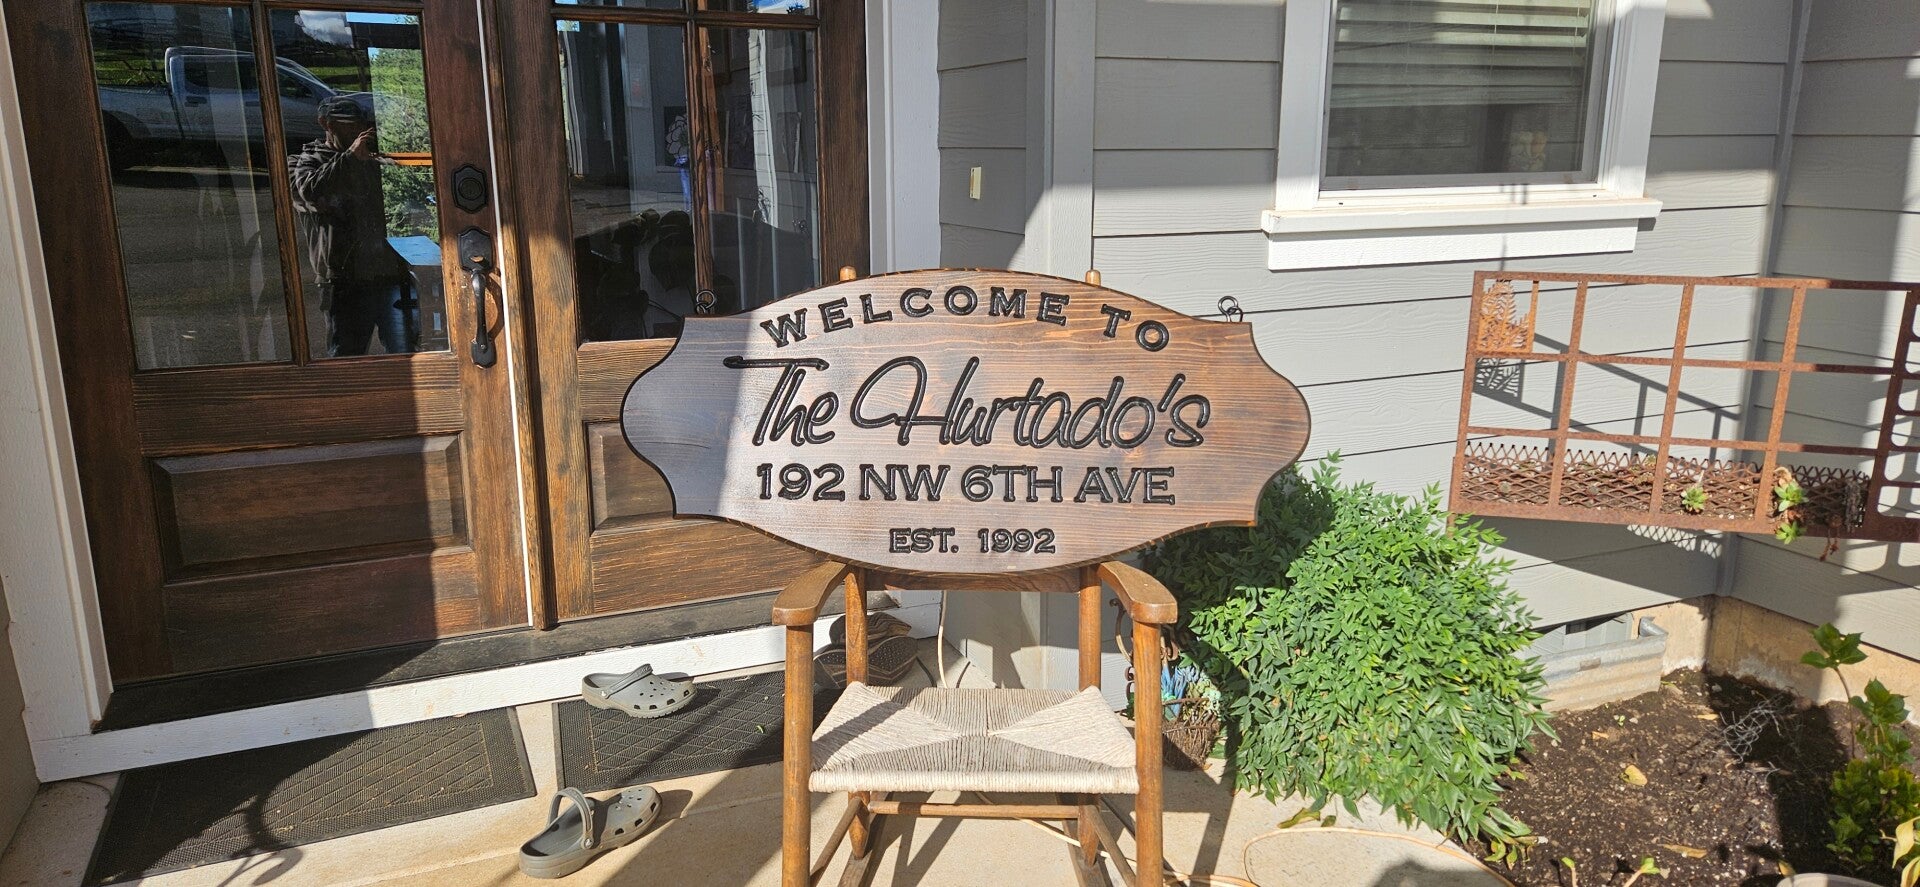 WELCOME TO
The Hurtado's
192 NW 6TH AVE
EST. 1992